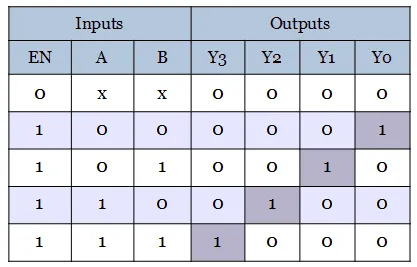 Inputs Outputs
EN A B Y3 Y2 Y1 Y0
0 x x 0 0 0 0
1 0 0 0 0 0 1
1 0 1 0 0 1 0
1 1 0 0 1 0 0
1 1 1 1 0 0 0